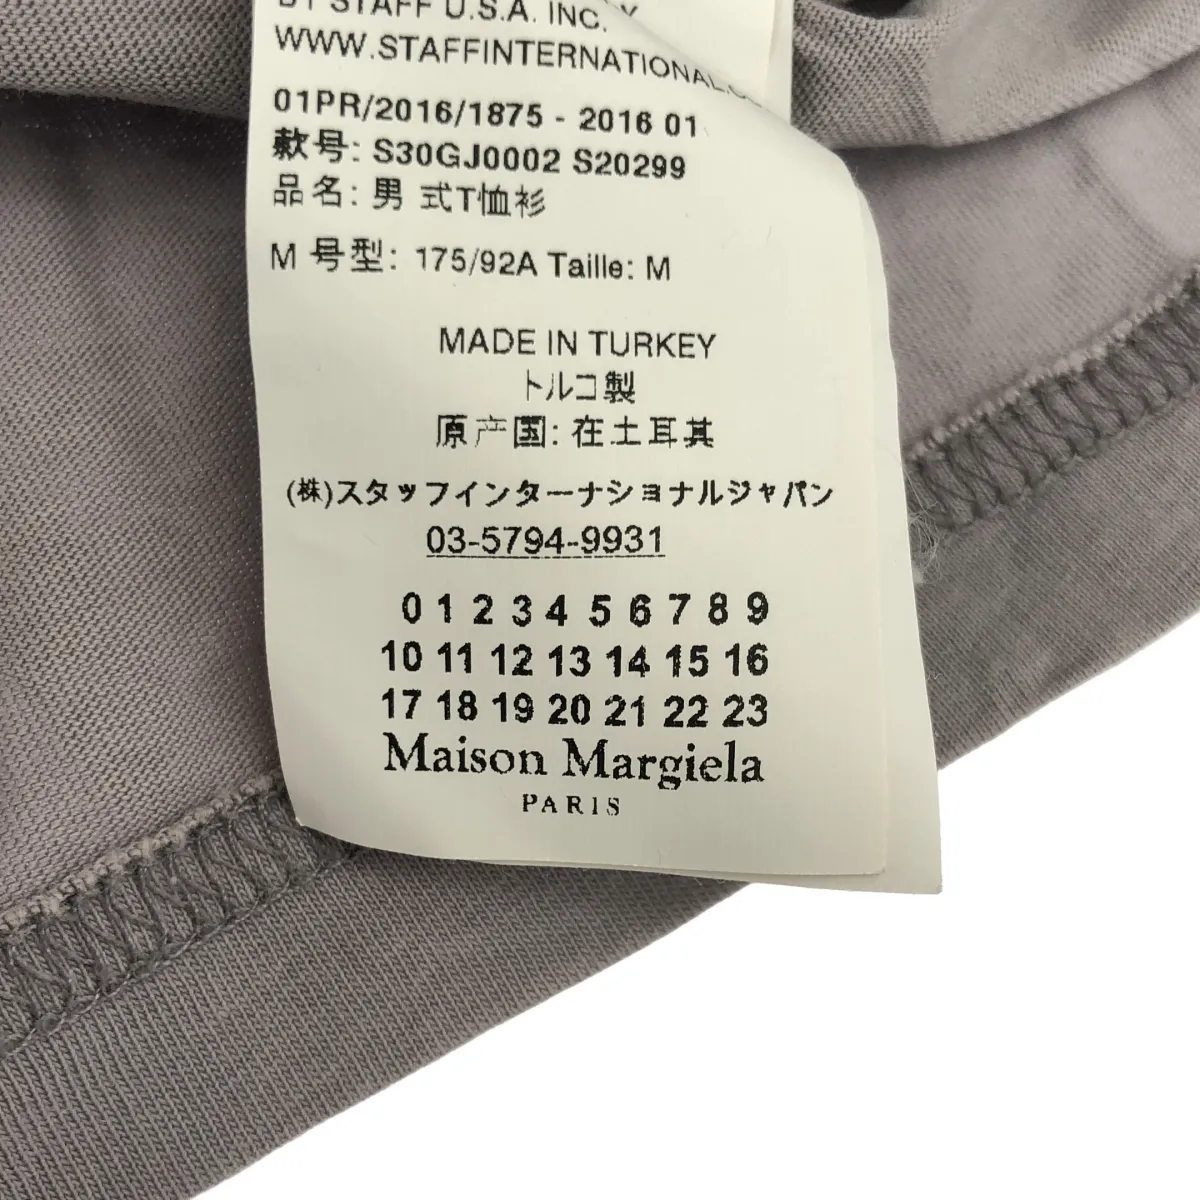 BY STAFF U.S.A. INC.
WWW.STAFFINTERNATIONAL.
01PR/2016/1875 - 2016 01
款号: S30GJ0002 S20299
品名: 男 式T恤衫
M 号型: 175/92A Taille: M
MADE IN TURKEY
トルコ製
原产国: 在土耳其
(株)スタッフインターナショナルジャパン
03-5794-9931
0 1 2 3 4 5 6 7 8 9
10 11 12 13 14 15 16
17 18 19 20 21 22 23
Maison Margiela
PARIS